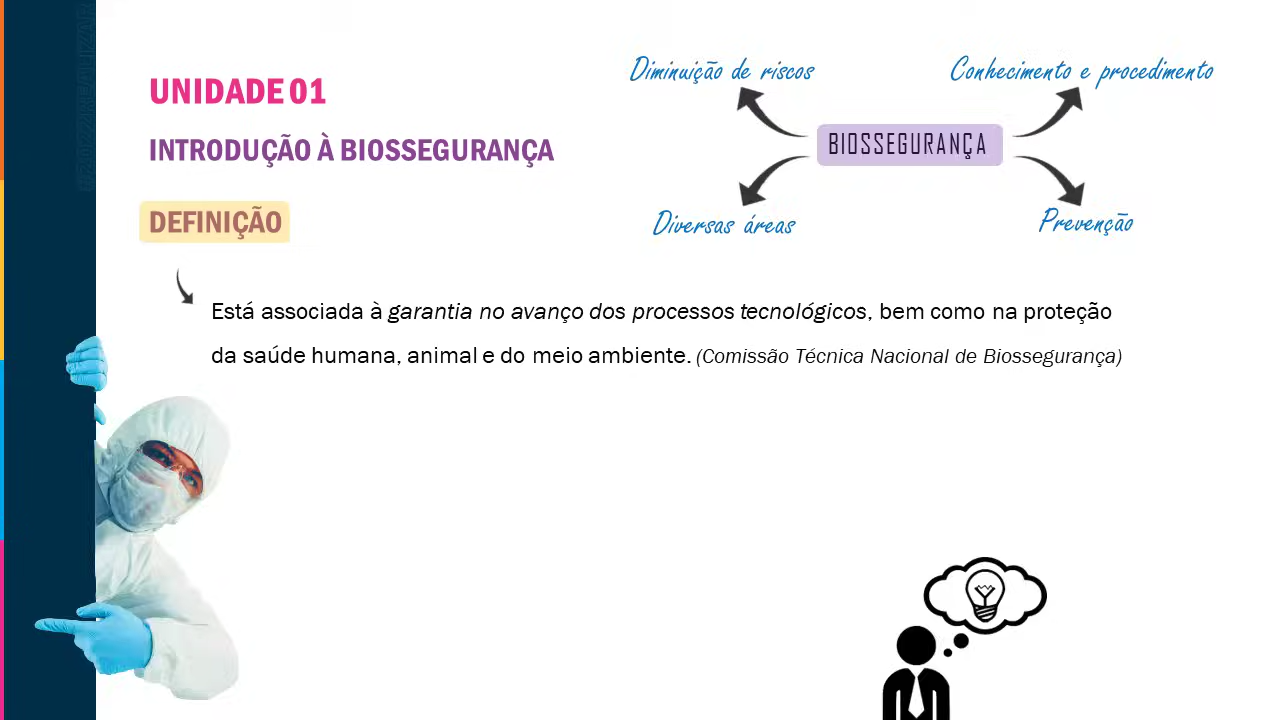 UNIDADE 01
INTRODUÇÃO À BIOSSEGURANÇA
DEFINIÇÃO
Diminuição de riscos
Conhecimento e procedimento
BIOSSEGURANÇA
Diversas áreas
Prevenção
Está associada à garantia no avanço dos processos tecnológicos, bem como na proteção
da saúde humana, animal e do meio ambiente. (Comissão Técnica Nacional de Biossegurança)